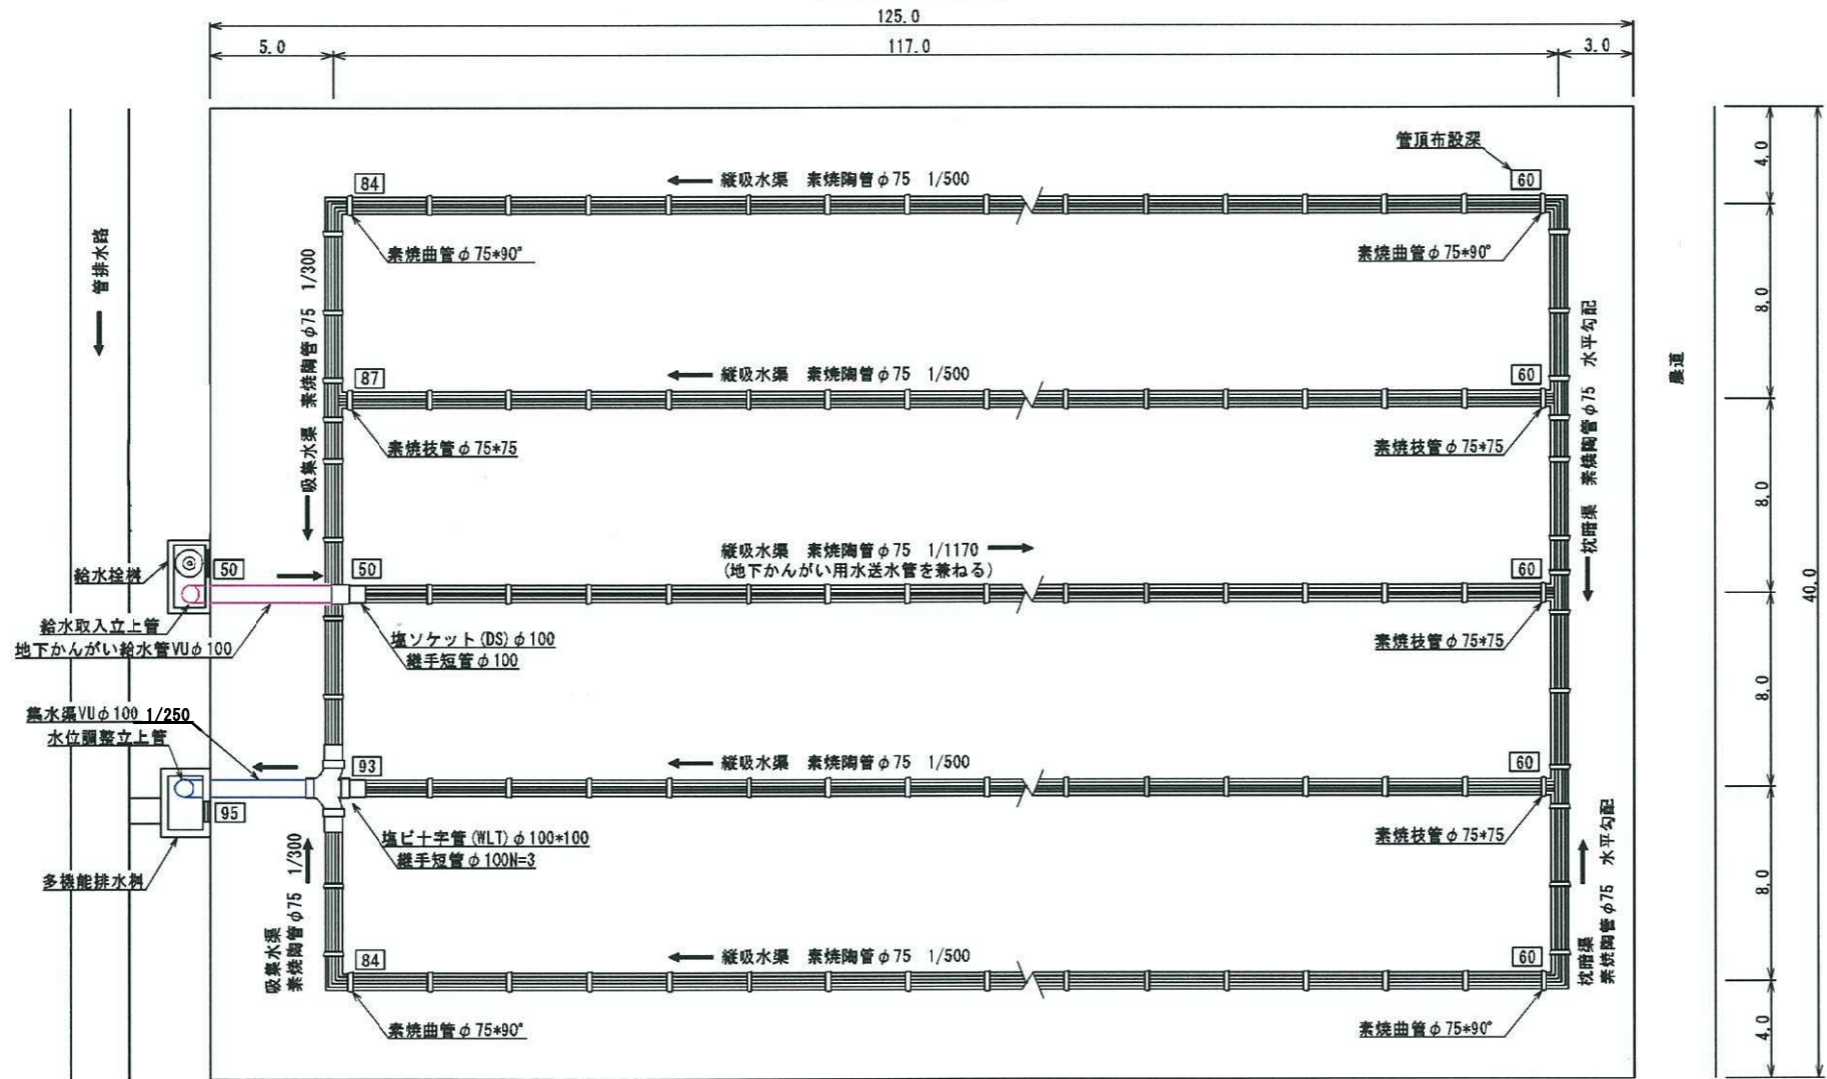 125.0
5.0
117.0
3.0
管頂布設深
84
縦吸水渠 素焼陶管φ75 1/500
60
素焼曲管φ75*90°
素焼曲管φ75*90°
管排水路
吸集水渠 素焼陶管φ75 1/300
87
縦吸水渠 素焼陶管φ75 1/500
60
素焼枝管φ75*75
素焼枝管φ75*75
枕暗渠 素焼陶管φ75 水平勾配
農道
4.0
8.0
8.0
8.0
8.0
4.0
40.0
給水栓桝
50
50
縦吸水渠 素焼陶管φ75 1/1170
(地下かんがい用水送水管を兼ねる)
60
給水取入立上管
地下かんがい給水管VUφ100
塩ソケット(DS)φ100
継手短管φ100
素焼枝管φ75*75
集水渠VUφ100 1/250
水位調整立上管
93
縦吸水渠 素焼陶管φ75 1/500
60
95
塩ビ十字管(WLT)φ100*100
継手短管φ100N=3
素焼枝管φ75*75
多機能排水桝
吸集水渠
素焼陶管φ75 1/300
84
縦吸水渠 素焼陶管φ75 1/500
60
枕暗渠
素焼陶管φ75 水平勾配
素焼曲管φ75*90°
素焼曲管φ75*90°